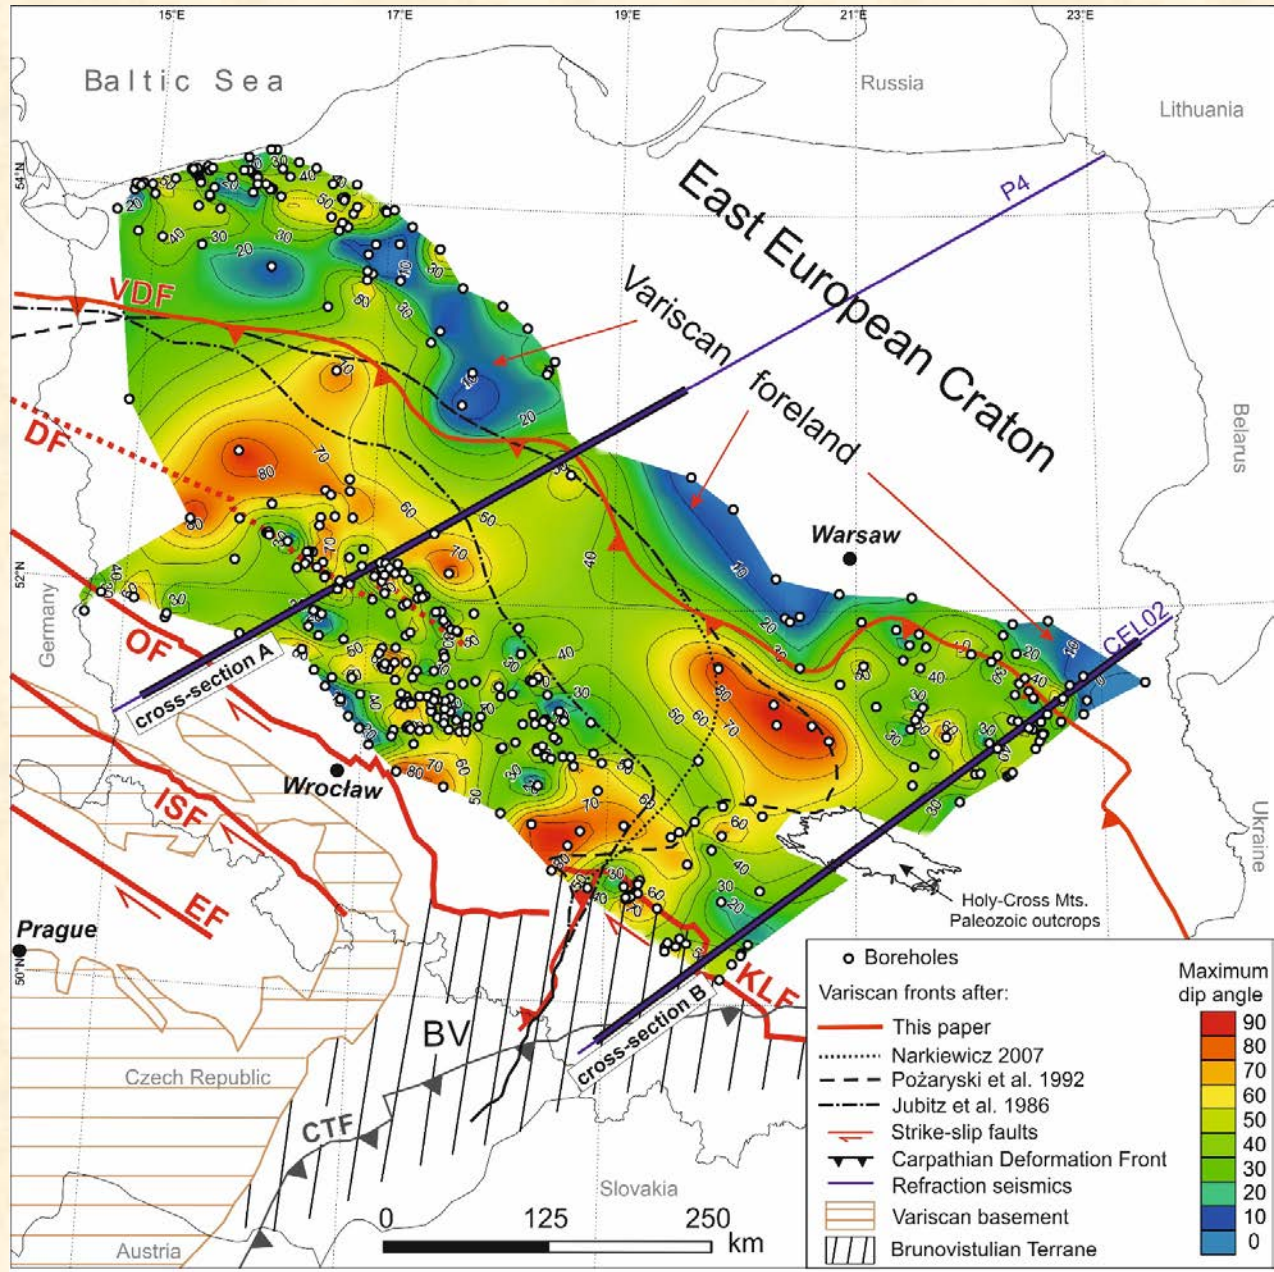 15°E
17°E
19°E
21°E
23°E
Baltic Sea
Russia
Lithuania
54°N
P4
East European Craton
Variscan foreland
VDF
Belarus
DF
Warsaw
52°N
Germany
CEL02
OF
cross-section A
Wrocław
ISF
Ukraine
EF
Holy-Cross Mts.
Paleozoic outcrops
Prague
50°N
KLF
BV
cross-section B
Czech Republic
CTF
Slovakia
Austria
0 125 250
km
Boreholes
Variscan fronts after:
This paper
Narkiewicz 2007
Pożaryski et al. 1992
Jubitz et al. 1986
Strike-slip faults
Carpathian Deformation Front
Refraction seismics
Variscan basement
Brunovistulian Terrane
Maximum
dip angle
90
80
70
60
50
40
30
20
10
0